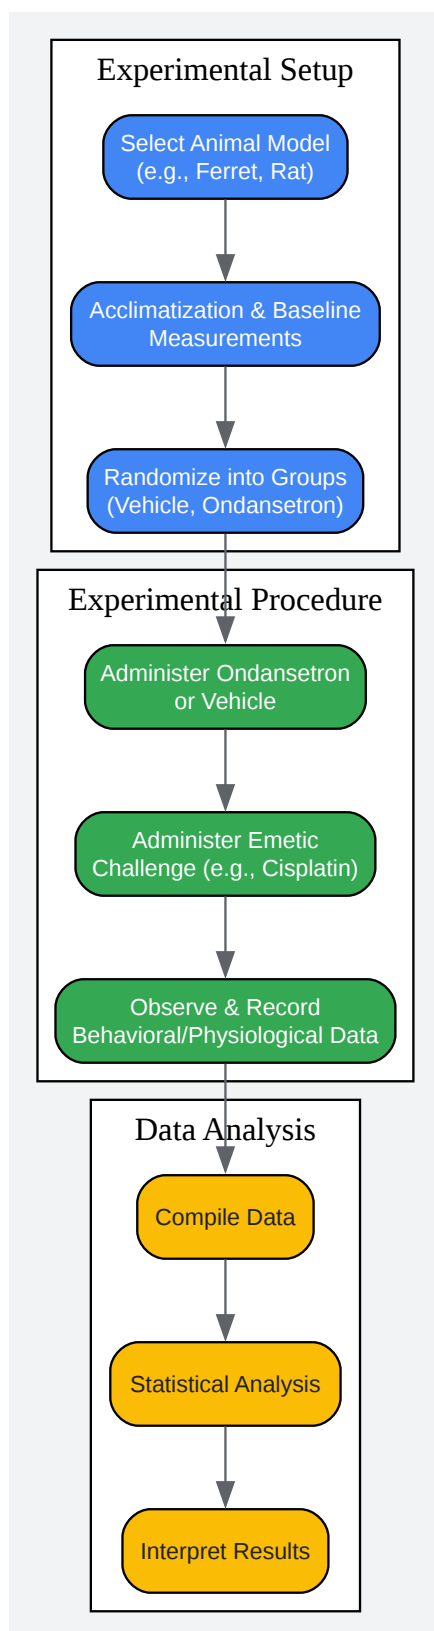 Experimental Setup
Select Animal Model
(e.g., Ferret, Rat)
Acclimatization & Baseline
Measurements
Randomize into Groups
(Vehicle, Ondansetron)
Experimental Procedure
Administer Ondansetron
or Vehicle
Administer Emetic
Challenge (e.g., Cisplatin)
Observe & Record
Behavioral/Physiological Data
Data Analysis
Compile Data
Statistical Analysis
Interpret Results